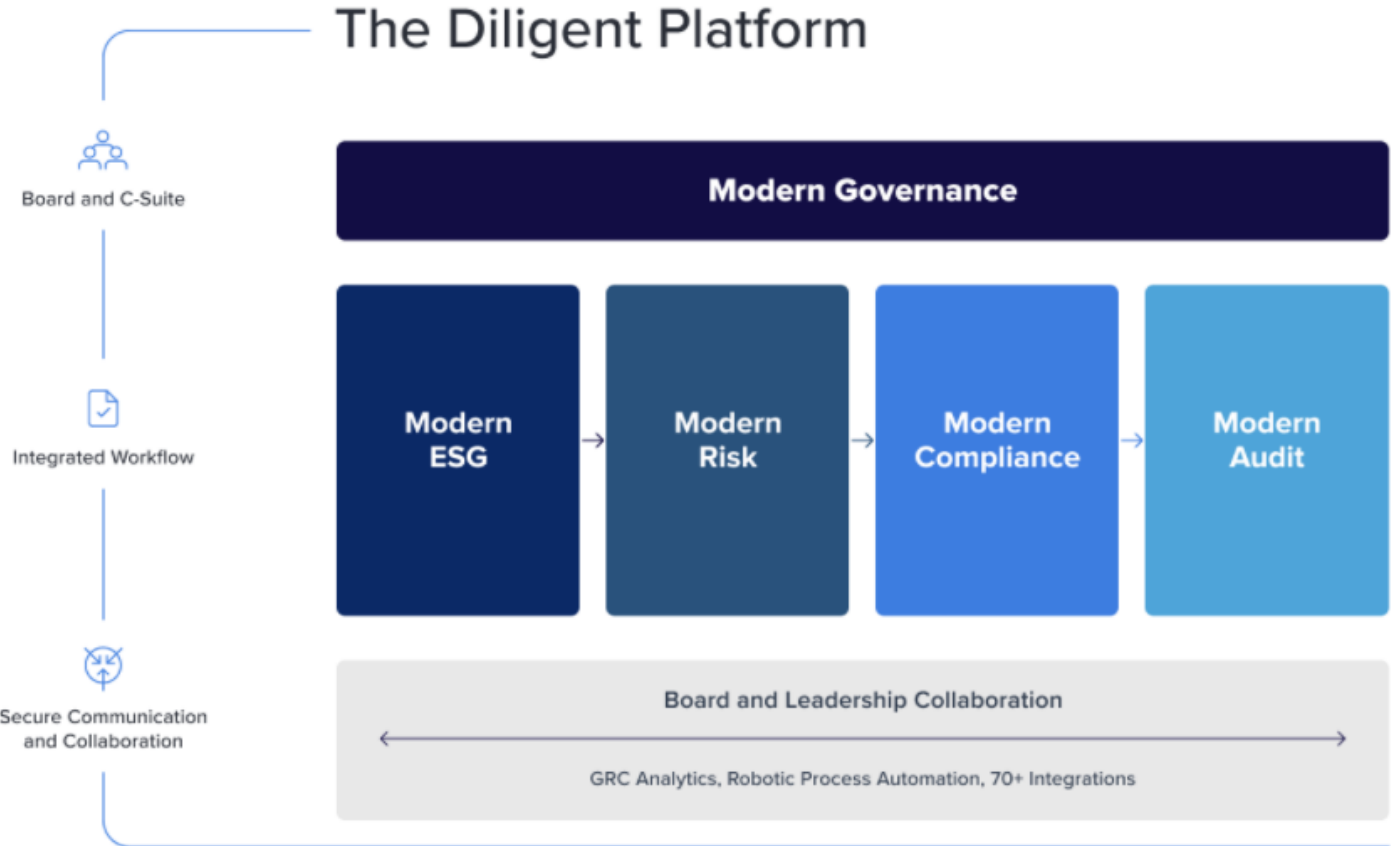 The Diligent Platform
Board and C-Suite
Modern Governance
Integrated Workflow
Modern
ESG
Modern
Risk
Modern
Compliance
Modern
Audit
Secure Communication
and Collaboration
Board and Leadership Collaboration
GRC Analytics, Robotic Process Automation, 70+ Integrations